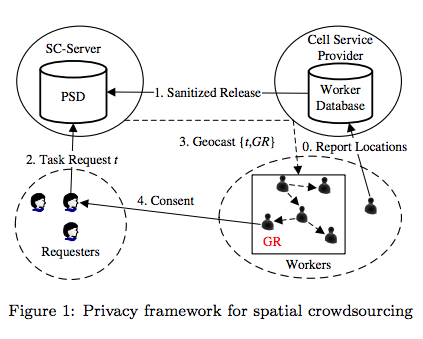 SC-Server
Cell Service
Provider
PSD
Worker
Database
1. Sanitized Release
3. Geocast {t,GR}
0. Report Locations
2. Task Request t
4. Consent
GR
Requesters
Workers
Figure 1: Privacy framework for spatial crowdsourcing